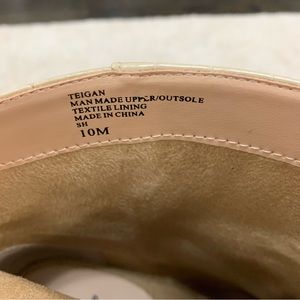 TEIGAN
MAN MADE UPPER/OUTSOLE
TEXTILE LINING
MADE IN CHINA
SH
10M